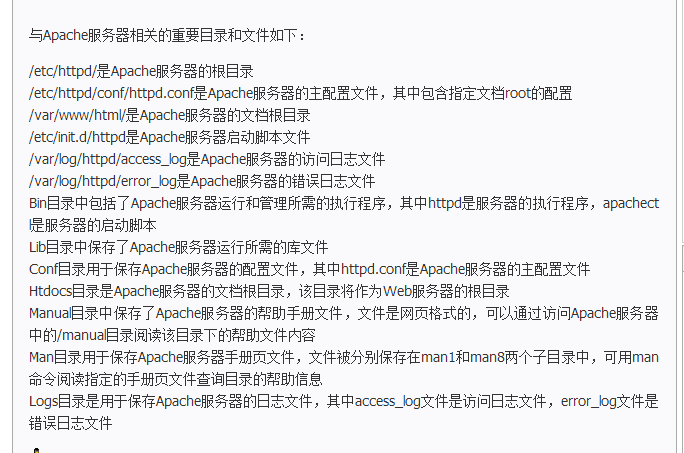 与Apache服务器相关的重要目录和文件如下：
/etc/httpd/是Apache服务器的根目录
/etc/httpd/conf/httpd.conf是Apache服务器的主配置文件，其中包含指定文档root的配置
/var/www/html/是Apache服务器的文档根目录
/etc/init.d/httpd是Apache服务器启动脚本文件
/var/log/httpd/access_log是Apache服务器的访问日志文件
/var/log/httpd/error_log是Apache服务器的错误日志文件
Bin目录中包括了Apache服务器运行和管理所需的执行程序，其中httpd是服务器的执行程序，apachect
l是服务器的启动脚本
Lib目录中保存了Apache服务器运行所需的库文件
Conf目录用于保存Apache服务器的配置文件，其中httpd.conf是Apache服务器的主配置文件
Htdocs目录是Apache服务器的文档根目录，该目录将作为Web服务器的根目录
Manual目录中保存了Apache服务器的帮助手册文件，文件是网页格式的，可以通过访问Apache服务器
中的/manual目录阅读该目录下的帮助文件内容
Man目录用于保存Apache服务器手册页文件，文件被分别保存在man1和man8两个子目录中，可用man
命令阅读指定的手册页文件查询目录的帮助信息
Logs目录是用于保存Apache服务器的日志文件，其中access_log文件是访问日志文件，error_log文件是
错误日志文件